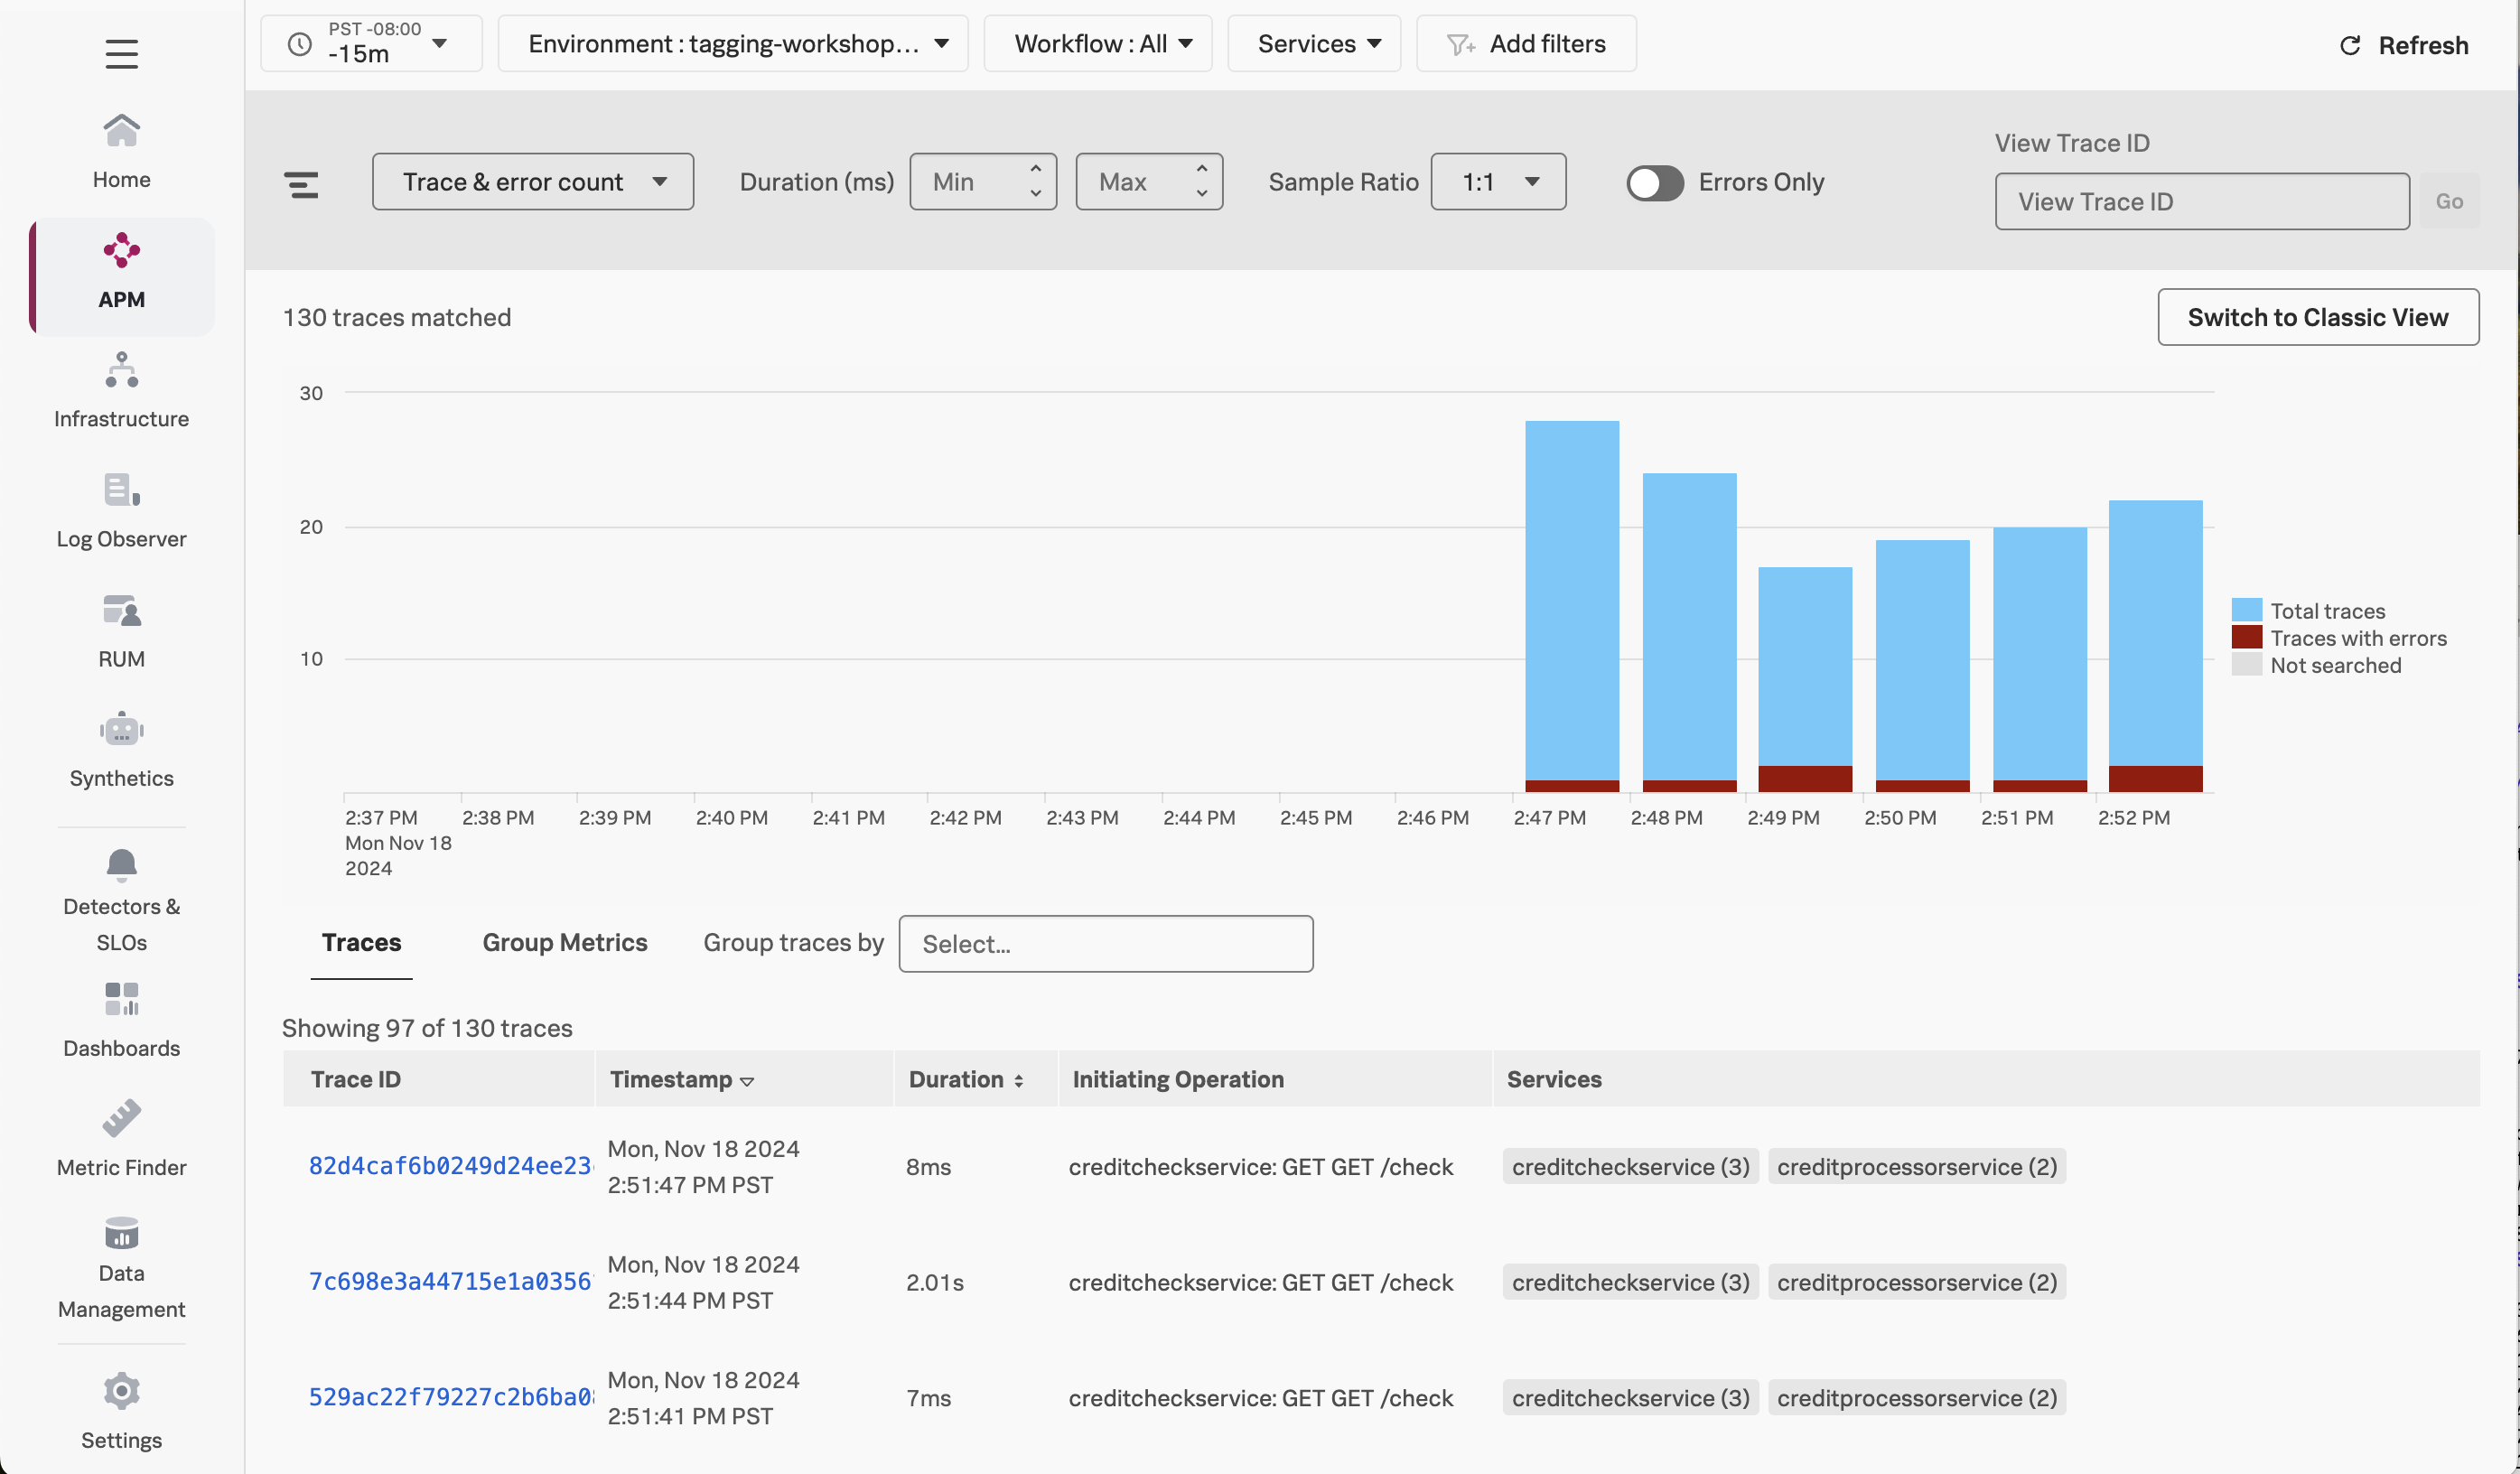 PST -08:00
-15m
Environment : tagging-workshop...
Workflow : All
Services
Add filters
Refresh
Home
APM
Infrastructure
Log Observer
RUM
Synthetics
Detectors &
SLOs
Dashboards
Metric Finder
Data
Management
Settings
Trace & error count
Duration (ms)
Min
Max
Sample Ratio
1:1
Errors Only
View Trace ID
View Trace ID
Go
130 traces matched
Switch to Classic View
30
20
10
2:37 PM
Mon Nov 18
2024
2:38 PM
2:39 PM
2:40 PM
2:41 PM
2:42 PM
2:43 PM
2:44 PM
2:45 PM
2:46 PM
2:47 PM
2:48 PM
2:49 PM
2:50 PM
2:51 PM
2:52 PM
Total traces
Traces with errors
Not searched
Traces
Group Metrics
Group traces by
Select...
Showing 97 of 130 traces
Trace ID
Timestamp
Duration
Initiating Operation
Services
82d4caf6b0249d24ee23
Mon, Nov 18 2024
2:51:47 PM PST
8ms
creditcheckservice: GET GET /check
creditcheckservice (3)
creditprocessorservice (2)
7c698e3a44715e1a0356
Mon, Nov 18 2024
2:51:44 PM PST
2.01s
creditcheckservice: GET GET /check
creditcheckservice (3)
creditprocessorservice (2)
529ac22f79227c2b6ba0
Mon, Nov 18 2024
2:51:41 PM PST
7ms
creditcheckservice: GET GET /check
creditcheckservice (3)
creditprocessorservice (2)